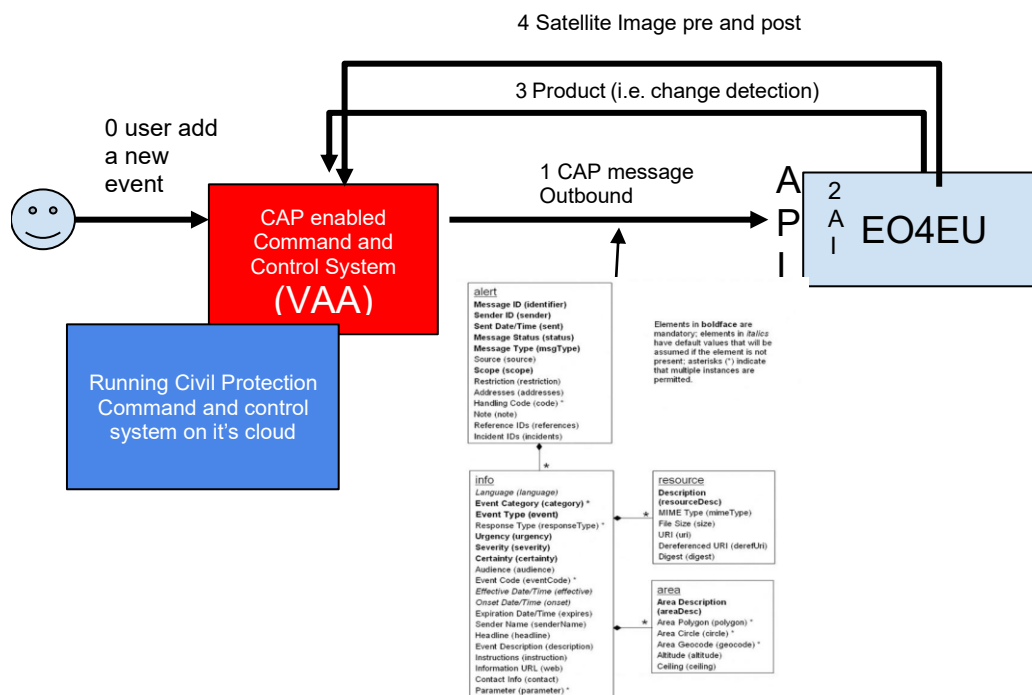 4 Satellite Image pre and post
3 Product (i.e. change detection)
0 user add
a new
event
1 CAP message
Outbound
CAP enabled
Command and
Control System
(VAA)
A
P
I
2
A
I
EO4EU
Running Civil Protection
Command and control
system on it's cloud
alert
Message ID (identifier)
Sender ID (sender)
Sent Date/Time (sent)
Message Status (status)
Message Type (msgType)
Source (source)
Scope (scope)
Restriction (restriction)
Addresses (addresses)
Handling Code (code) *
Note (note)
Reference IDs (references)
Incident IDs (incidents)
Elements in boldface are
mandatory; elements in italics
have default values that will be
assumed if the element is not
present; asterisks (*) indicate
that multiple instances are
permitted.
*
info
Language (language)
Event Category (category) *
Event Type (event)
Response Type (responseType) *
Urgency (urgency)
Severity (severity)
Certainty (certainty)
Audience (audience)
Event Code (eventCode) *
Effective Date/Time (effective)
Onset Date/Time (onset)
Expiration Date/Time (expires)
Sender Name (senderName)
Headline (headline)
Event Description (description)
Instructions (instruction)
Information URL (web)
Contact Info (contact)
Parameter (parameter) *
*
resource
Description
(resourceDesc)
MIME Type (mimeType)
File Size (size)
URI (uri)
Dereferenced URI (derefUri)
Digest (digest)
*
area
Area Description
(areaDesc)
Area Polygon (polygon) *
Area Circle (circle) *
Area Geocode (geocode) *
Altitude (altitude)
Ceiling (ceiling)